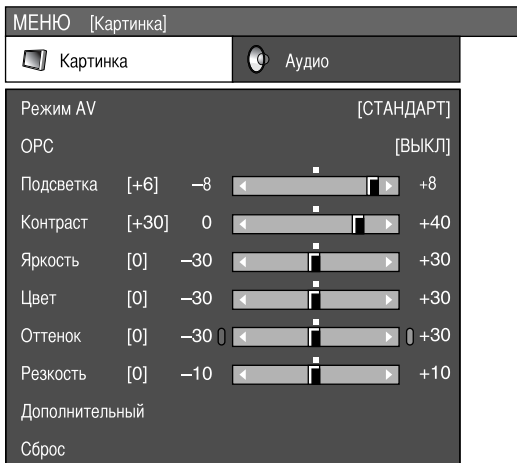 МЕНЮ [Картинка]
Картинка Аудио
Режим AV [СТАНДАРТ]
OPC [ВЫКЛ]
Подсветка [+6] –8 +8
Контраст [+30] 0 +40
Яркость [0] –30 +30
Цвет [0] –30 +30
Оттенок [0] –30 +30
Резкость [0] –10 +10
Дополнительный
Сброс